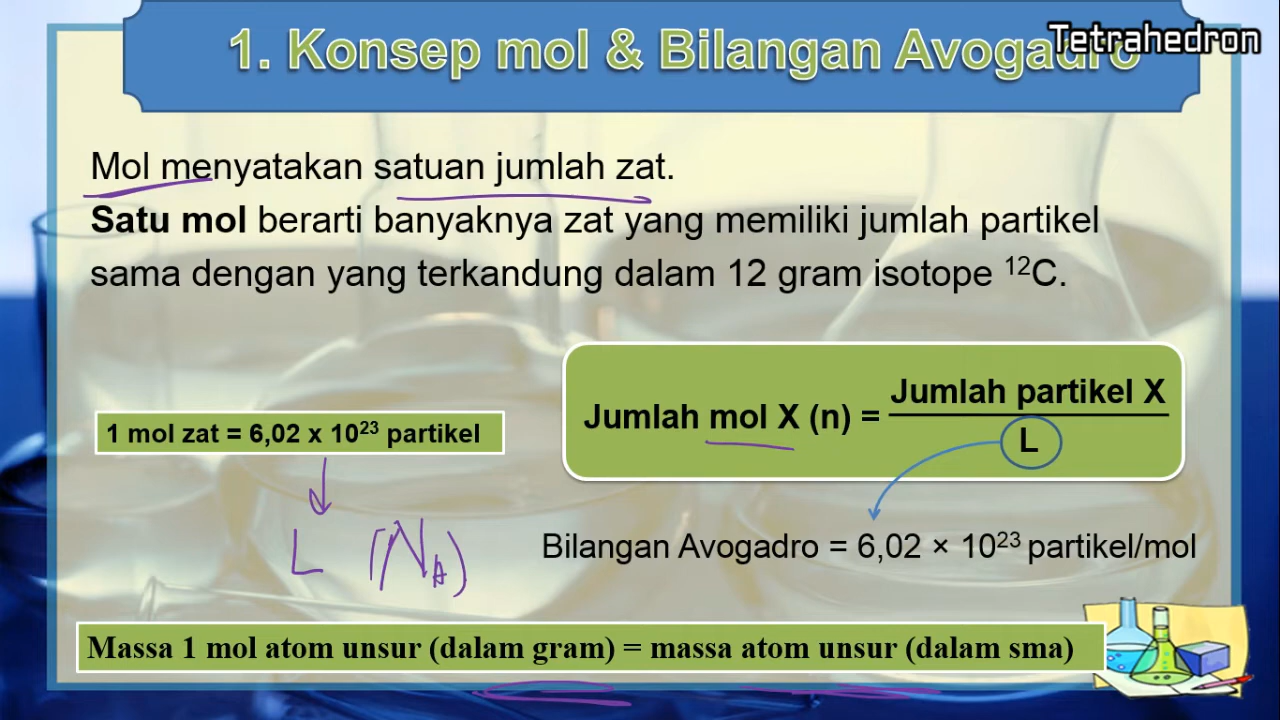 1. Konsep mol & Bilangan Avogadro
Tetrahedron
Mol menyatakan satuan jumlah zat.
Satu mol berarti banyaknya zat yang memiliki jumlah partikel
sama dengan yang terkandung dalam 12 gram isotope ¹²C.
Jumlah mol X (n) = Jumlah partikel X / L
1 mol zat = 6,02 x 10²³ partikel
L (N_A)
Bilangan Avogadro = 6,02 × 10²³ partikel/mol
Massa 1 mol atom unsur (dalam gram) = massa atom unsur (dalam sma)